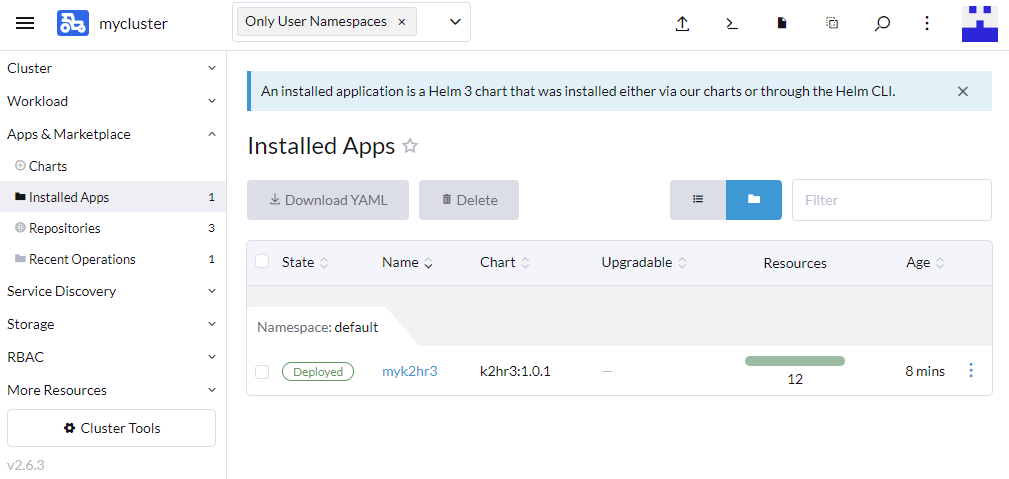 mycluster
Only User Namespaces ×
Cluster
Workload
Apps & Marketplace
Charts
Installed Apps 1
Repositories 3
Recent Operations 1
Service Discovery
Storage
RBAC
More Resources
Cluster Tools
v2.6.3
An installed application is a Helm 3 chart that was installed either via our charts or through the Helm CLI.
Installed Apps
Download YAML
Delete
Filter
State Name Chart Upgradable Resources Age
Namespace: default
Deployed myk2hr3 k2hr3:1.0.1 — 12 8 mins